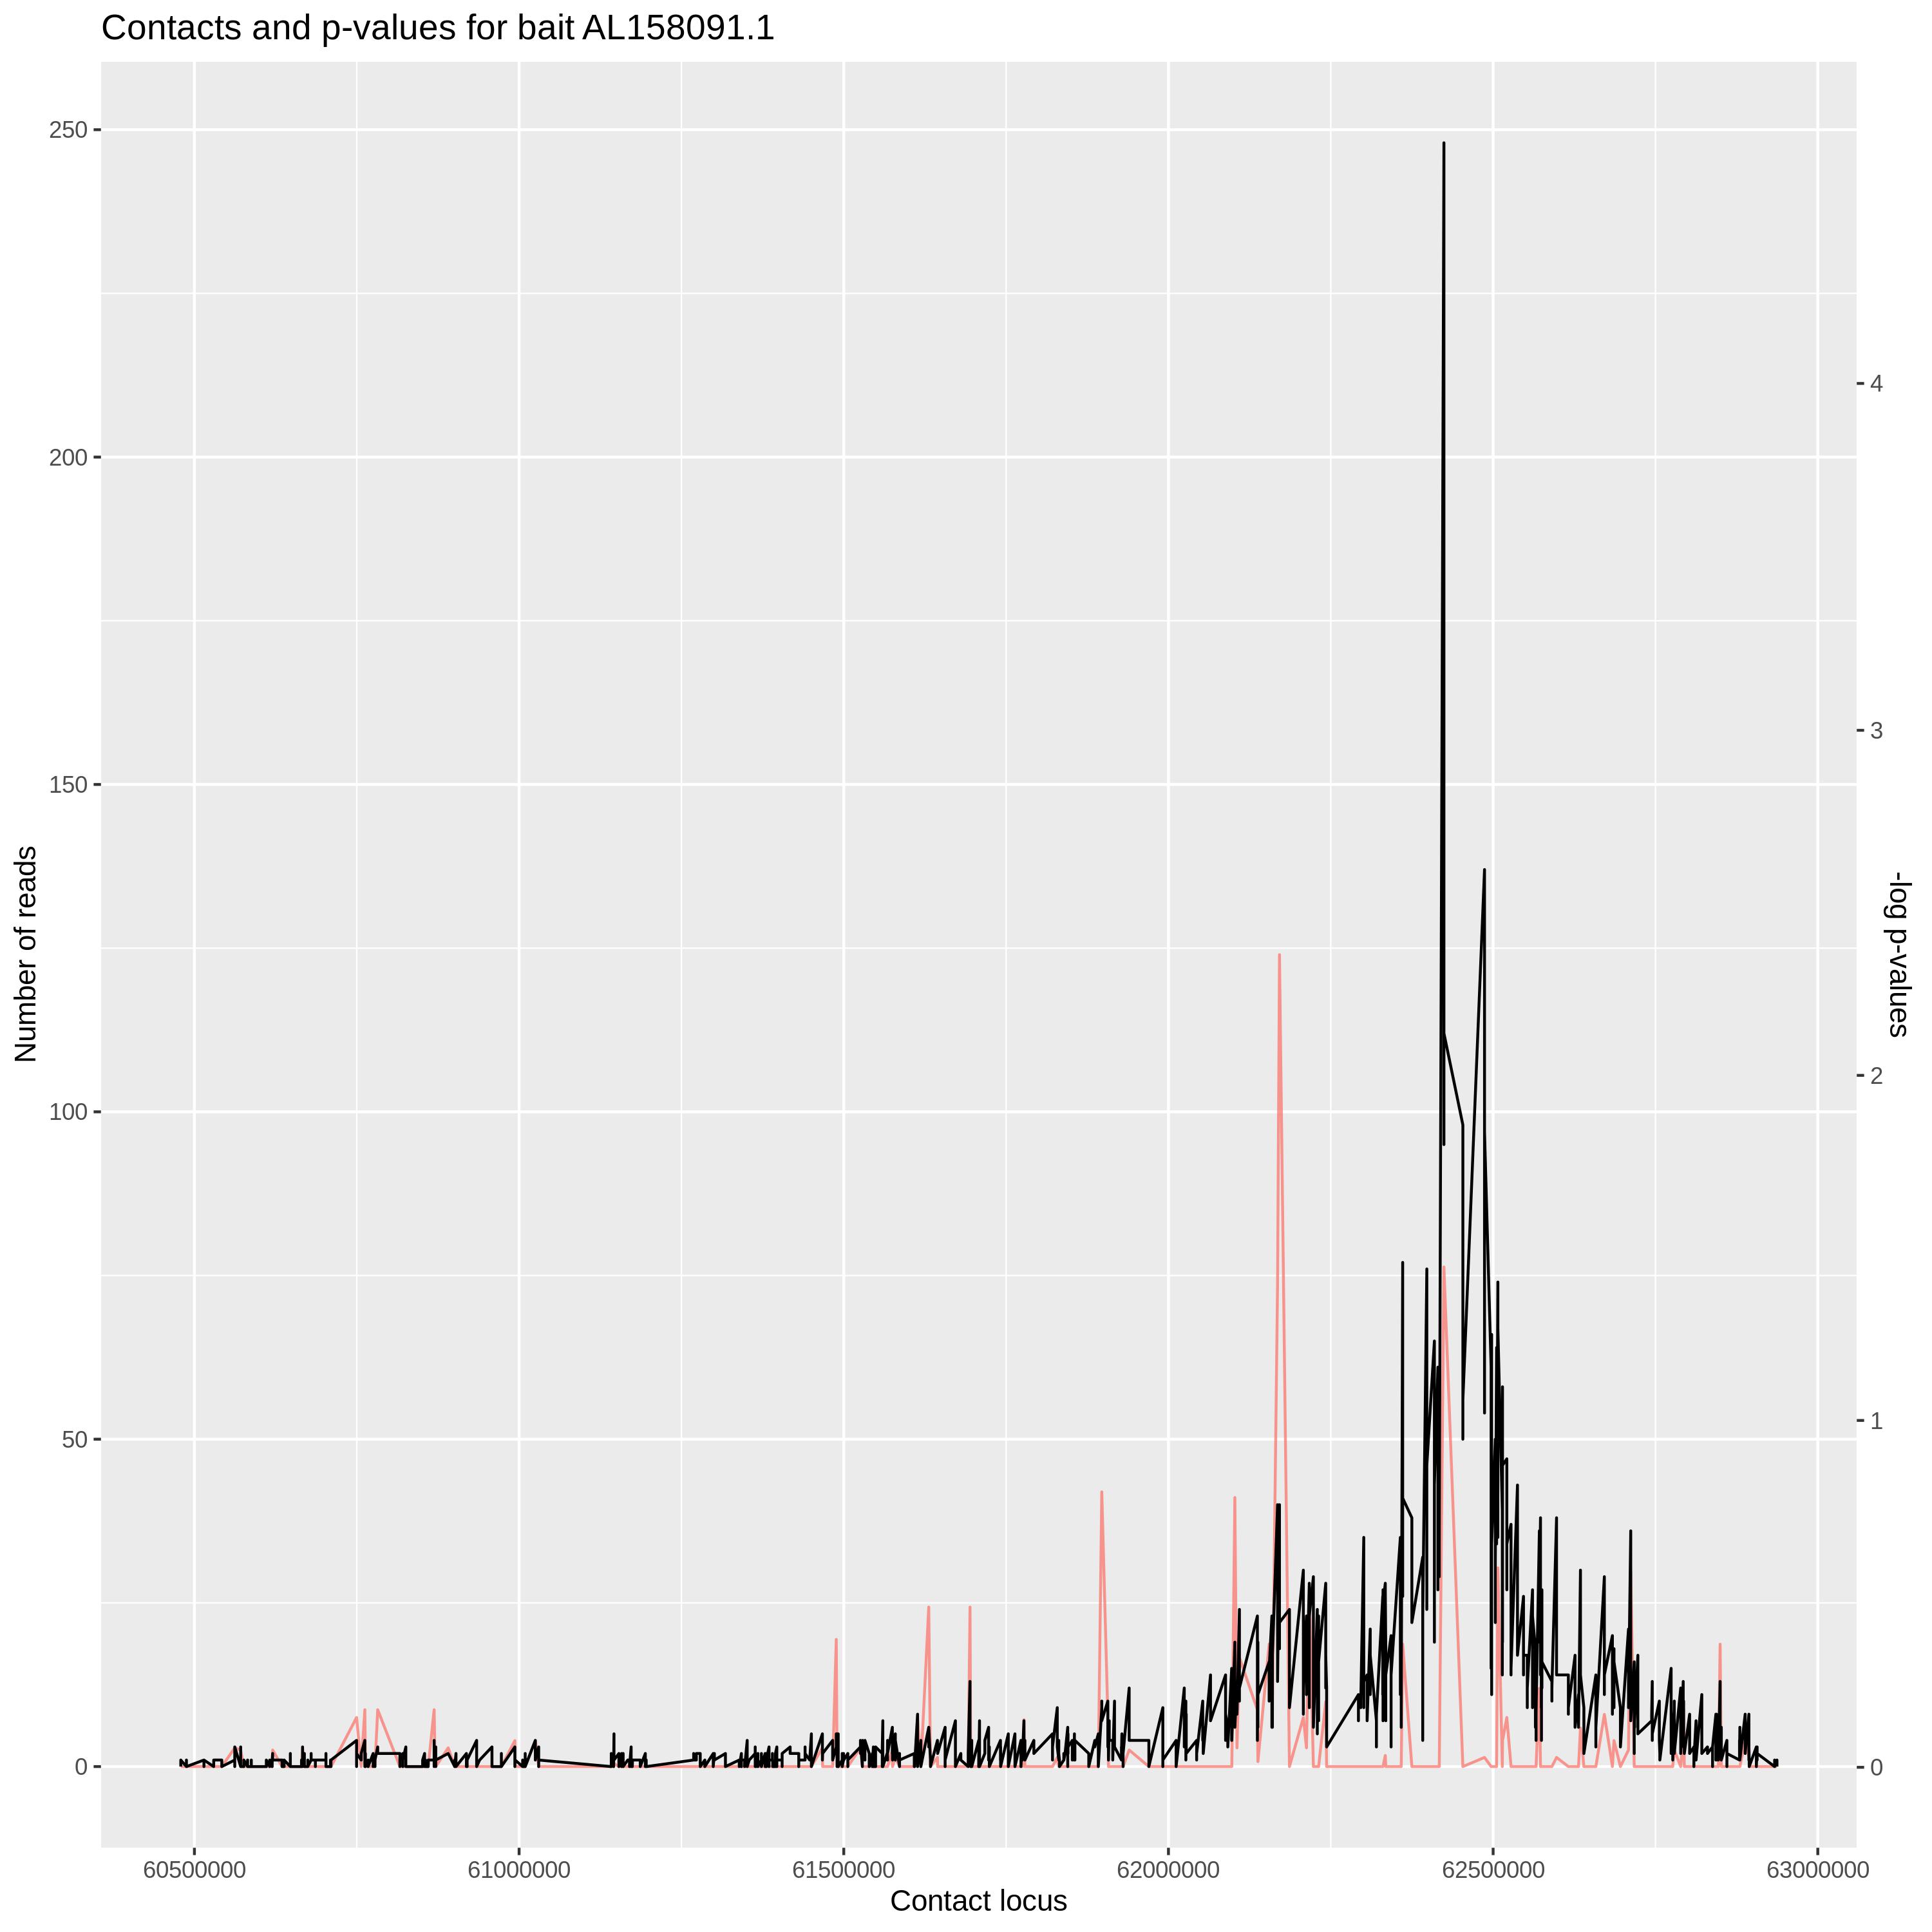 Contacts and p-values for bait AL158091.1
250
200
150
100
50
0
Number of reads
4
3
2
1
0
-log p-values
60500000 61000000 61500000 62000000 62500000 63000000
Contact locus